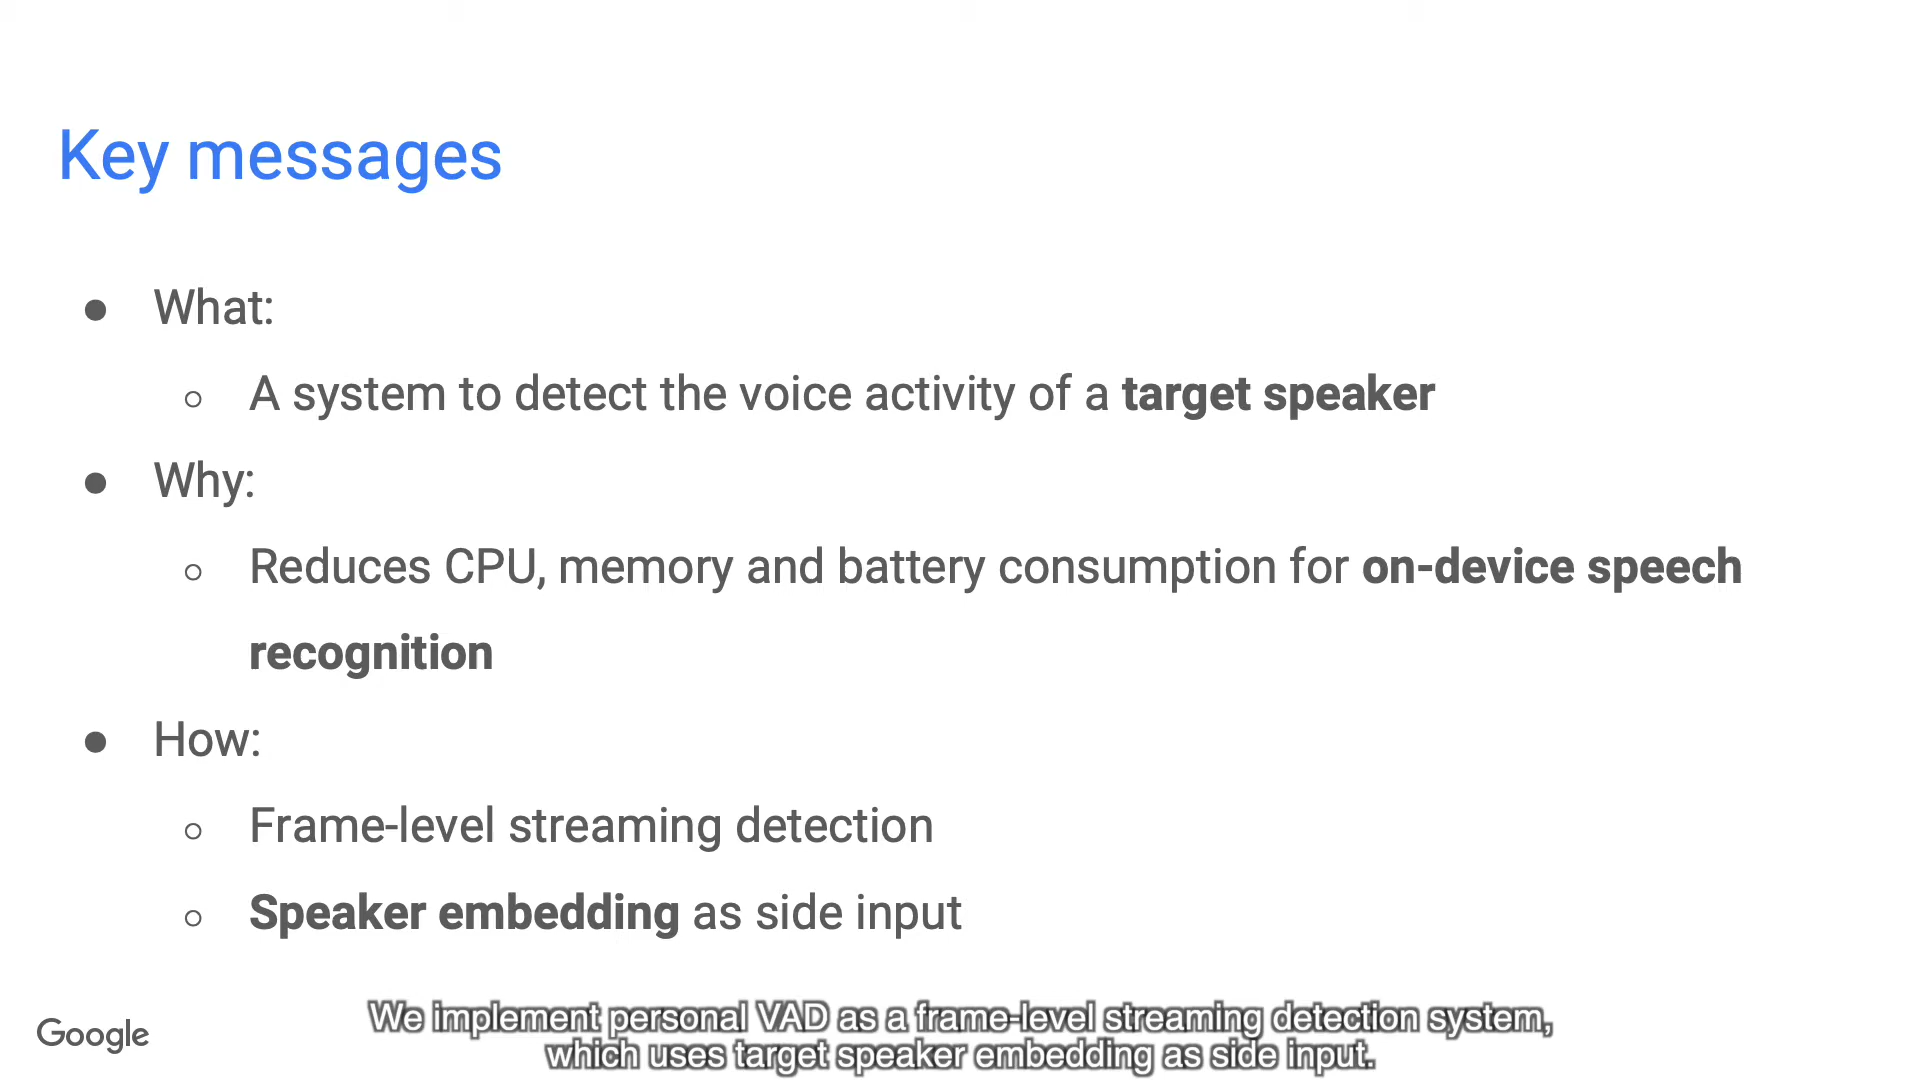 Key messages
● What:
○ A system to detect the voice activity of a target speaker
● Why:
○ Reduces CPU, memory and battery consumption for on-device speech
recognition
● How:
○ Frame-level streaming detection
○ Speaker embedding as side input
Google
We implement personal VAD as a frame-level streaming detection system,
which uses target speaker embedding as side input.